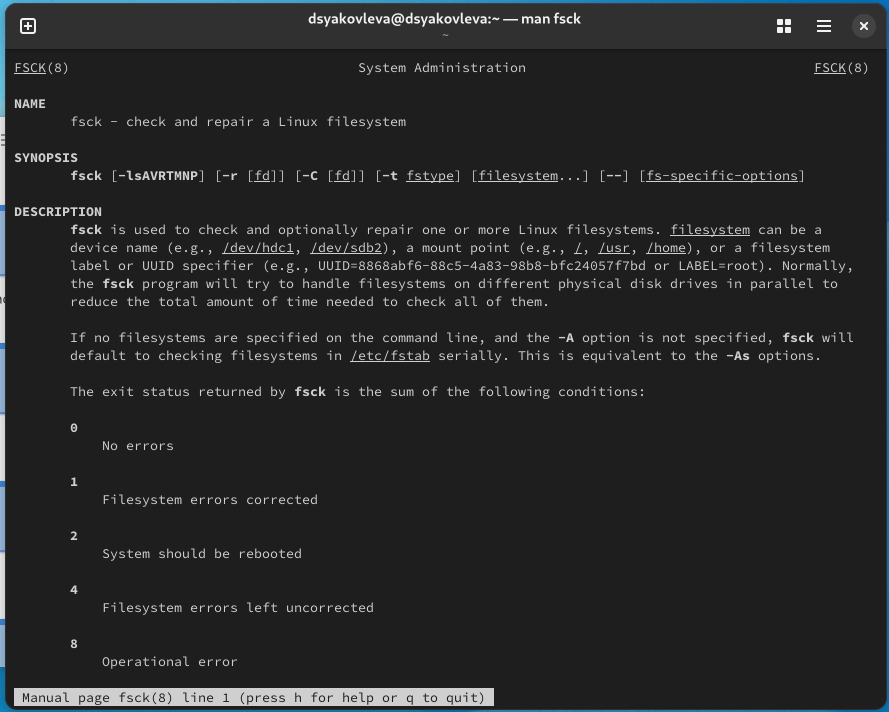 dsyakovleva@dsyakovleva:~ — man fsck
~
FSCK(8) System Administration FSCK(8)
NAME
fsck - check and repair a Linux filesystem
SYNOPSIS
fsck [-lsAVRTMNP] [-r [fd]] [-C [fd]] [-t fstype] [filesystem...] [--] [fs-specific-options]
DESCRIPTION
fsck is used to check and optionally repair one or more Linux filesystems. filesystem can be a
device name (e.g., /dev/hdc1, /dev/sdb2), a mount point (e.g., /, /usr, /home), or a filesystem
label or UUID specifier (e.g., UUID=8868abf6-88c5-4a83-98b8-bfc24057f7bd or LABEL=root). Normally,
the fsck program will try to handle filesystems on different physical disk drives in parallel to
reduce the total amount of time needed to check all of them.
If no filesystems are specified on the command line, and the -A option is not specified, fsck will
default to checking filesystems in /etc/fstab serially. This is equivalent to the -As options.
The exit status returned by fsck is the sum of the following conditions:
0
No errors
1
Filesystem errors corrected
2
System should be rebooted
4
Filesystem errors left uncorrected
8
Operational error
Manual page fsck(8) line 1 (press h for help or q to quit)